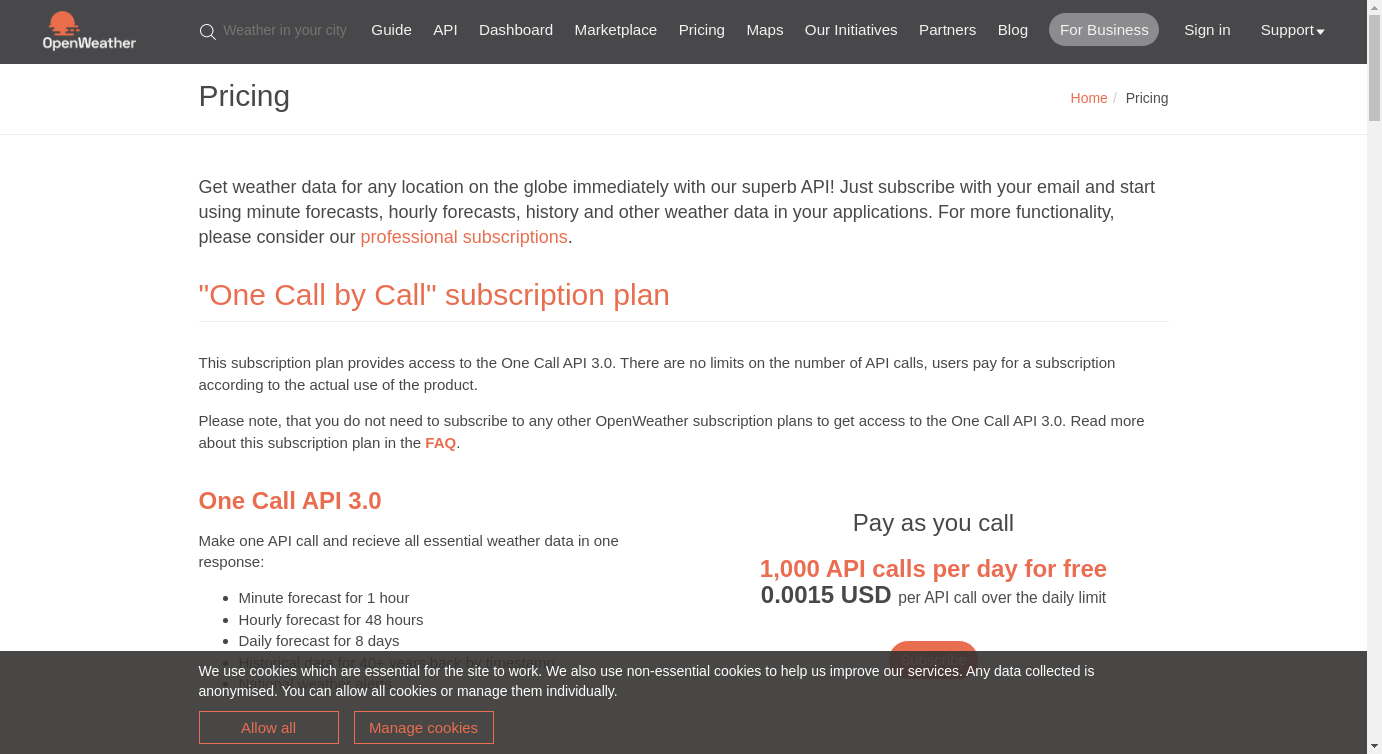 OpenWeather
Weather in your city
Guide
API
Dashboard
Marketplace
Pricing
Maps
Our Initiatives
Partners
Blog
For Business
Sign in
Support
Pricing
Home / Pricing
Get weather data for any location on the globe immediately with our superb API! Just subscribe with your email and start
using minute forecasts, hourly forecasts, history and other weather data in your applications. For more functionality,
please consider our professional subscriptions.
"One Call by Call" subscription plan
This subscription plan provides access to the One Call API 3.0. There are no limits on the number of API calls, users pay for a subscription
according to the actual use of the product.
Please note, that you do not need to subscribe to any other OpenWeather subscription plans to get access to the One Call API 3.0. Read more
about this subscription plan in the FAQ.
One Call API 3.0
Make one API call and recieve all essential weather data in one
response:
Minute forecast for 1 hour
Hourly forecast for 48 hours
Daily forecast for 8 days
Pay as you call
1,000 API calls per day for free
0.0015 USD per API call over the daily limit
We use cookies which are essential for the site to work. We also use non-essential cookies to help us improve our services. Any data collected is
anonymised. You can allow all cookies or manage them individually.
Allow all
Manage cookies